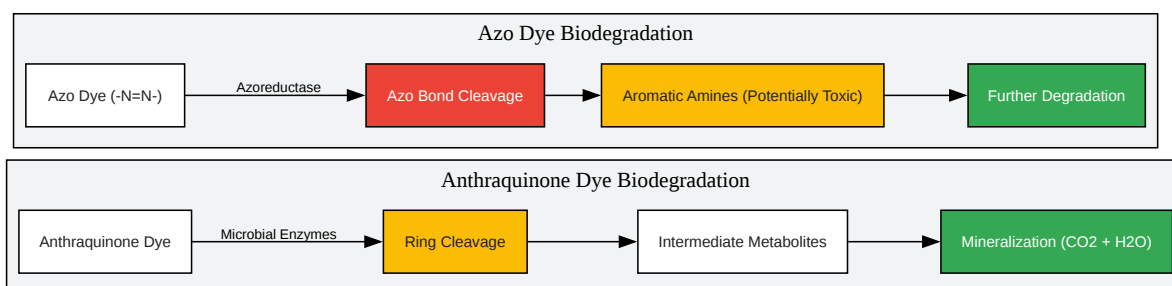 Azo Dye Biodegradation
Azo Dye (-N=N-)
Azoreductase
Azo Bond Cleavage
Aromatic Amines (Potentially Toxic)
Further Degradation
Anthraquinone Dye Biodegradation
Anthraquinone Dye
Microbial Enzymes
Ring Cleavage
Intermediate Metabolites
Mineralization (CO2 + H2O)